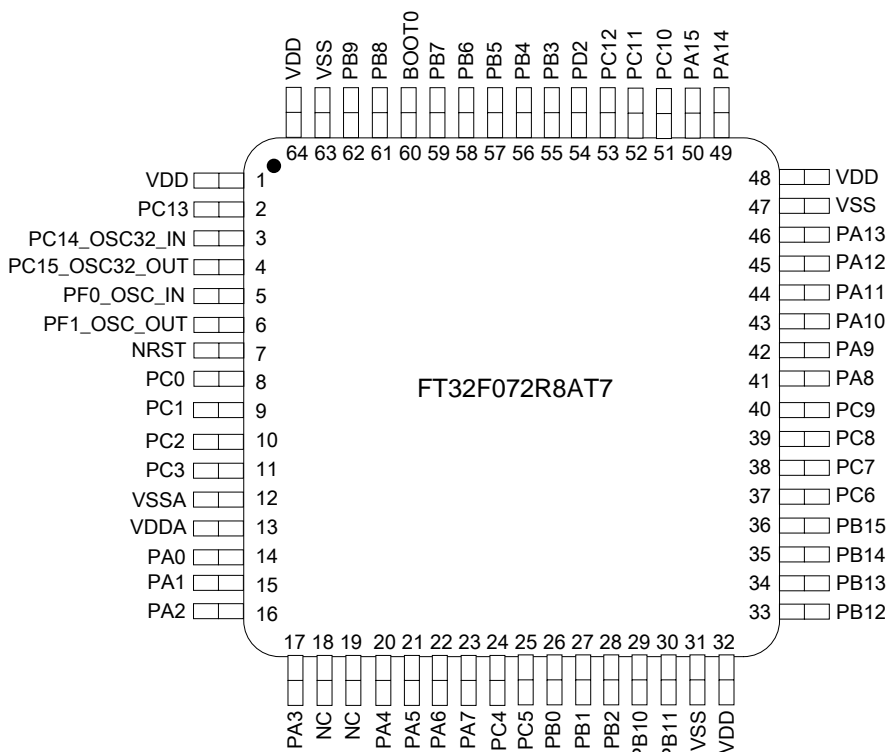 VDD
VSS
PB9
PB8
BOOT0
PB7
PB6
PB5
PB4
PB3
PD2
PC12
PC11
PC10
PA15
PA14
64 63 62 61 60 59 58 57 56 55 54 53 52 51 50 49
VDD 1
PC13 2
PC14_OSC32_IN 3
PC15_OSC32_OUT 4
PF0_OSC_IN 5
PF1_OSC_OUT 6
NRST 7
PC0 8
PC1 9
PC2 10
PC3 11
VSSA 12
VDDA 13
PA0 14
PA1 15
PA2 16
FT32F072R8AT7
48 VDD
47 VSS
46 PA13
45 PA12
44 PA11
43 PA10
42 PA9
41 PA8
40 PC9
39 PC8
38 PC7
37 PC6
36 PB15
35 PB14
34 PB13
33 PB12
17 18 19 20 21 22 23 24 25 26 27 28 29 30 31 32
PA3
NC
NC
PA4
PA5
PA6
PA7
PC4
PC5
PB0
PB1
PB2
PB10
PB11
VSS
VDD